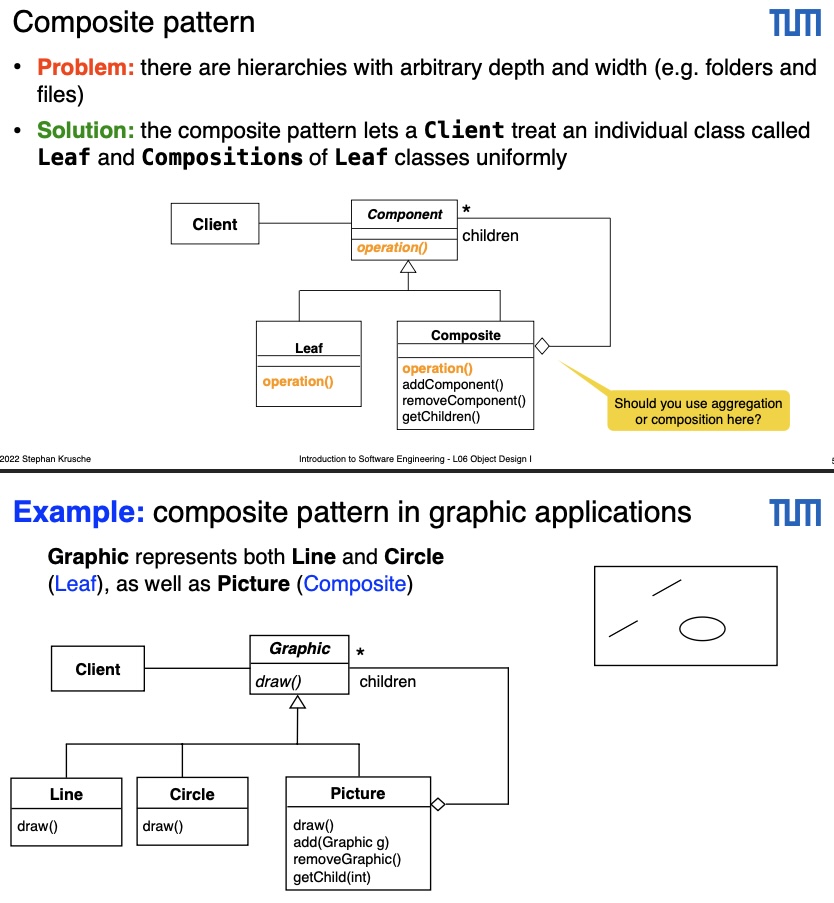 Composite pattern
TUM
• Problem: there are hierarchies with arbitrary depth and width (e.g. folders and
files)
• Solution: the composite pattern lets a Client treat an individual class called
Leaf and Compositions of Leaf classes uniformly
Client
Component
*
children
operation()
Leaf
operation()
Composite
operation()
addComponent()
removeComponent()
getChildren()
Should you use aggregation
or composition here?
2022 Stephan Krusche
Introduction to Software Engineering - L06 Object Design I
Example: composite pattern in graphic applications
TUM
Graphic represents both Line and Circle
(Leaf), as well as Picture (Composite)
Client
Graphic
*
draw()
children
Line
draw()
Circle
draw()
Picture
draw()
add(Graphic g)
removeGraphic()
getChild(int)